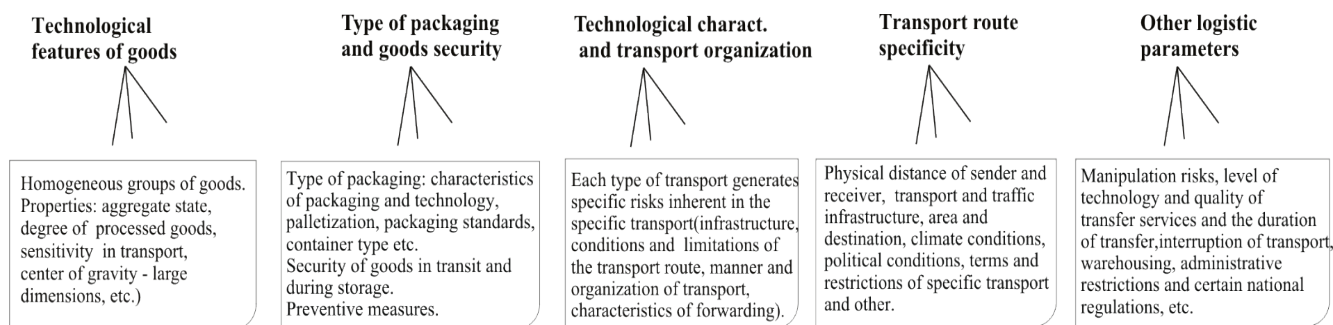 Technological
features of goods
Type of packaging
and goods security
Technological charact.
and transport organization
Transport route
specificity
Other logistic
parameters
Homogeneous groups of goods.
Properties: aggregate state,
degree of processed goods,
sensitivity in transport,
center of gravity - large
dimensions, etc.)
Type of packaging: characteristics
of packaging and technology,
palletization, packaging standards,
container type etc.
Security of goods in transit and
during storage.
Preventive measures.
Each type of transport generates
specific risks inherent in the
specific transport(infrastructure,
conditions and limitations of
the transport route, manner and
organization of transport,
characteristics of forwarding).
Physical distance of sender and
receiver, transport and traffic
infrastructure, area and
destination, climate conditions,
political conditions, terms and
restrictions of specific transport
and other.
Manipulation risks, level of
technology and quality of
transfer services and the duration
of transfer,interruption of transport,
warehousing, administrative
restrictions and certain national
regulations, etc.